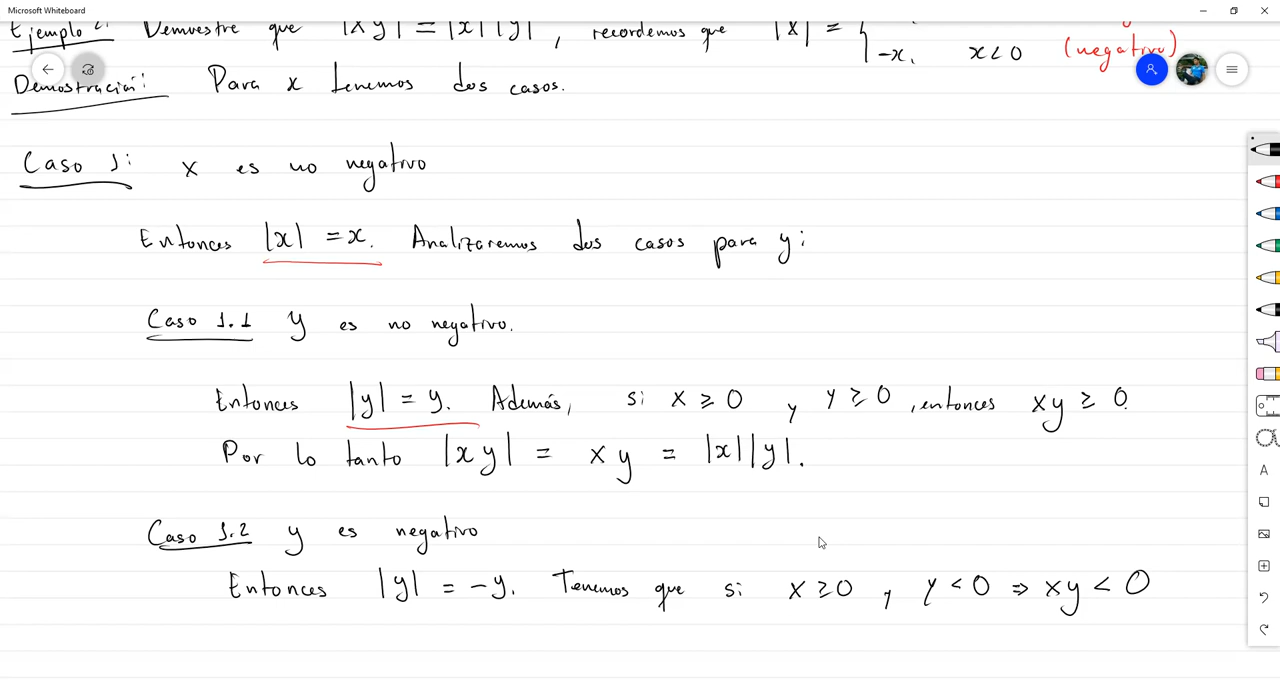 Microsoft Whiteboard
Ejemplo 2: Demuestre que |xy| = |x||y|, recordemos que |x| = {
-x, x<0 (negativo)
Demostración: Para x tenemos dos casos.
Caso 1: x es no negativo
Entonces |x| = x. Analizaremos dos casos para y:
Caso 1.1 y es no negativo.
Entonces |y| = y. Además, si x ≥ 0 y y ≥ 0, entonces xy ≥ 0.
Por lo tanto |xy| = xy = |x||y|.
Caso 1.2 y es negativo
Entonces |y| = -y. Tenemos que si x ≥ 0 y y < 0 ⇒ xy < 0